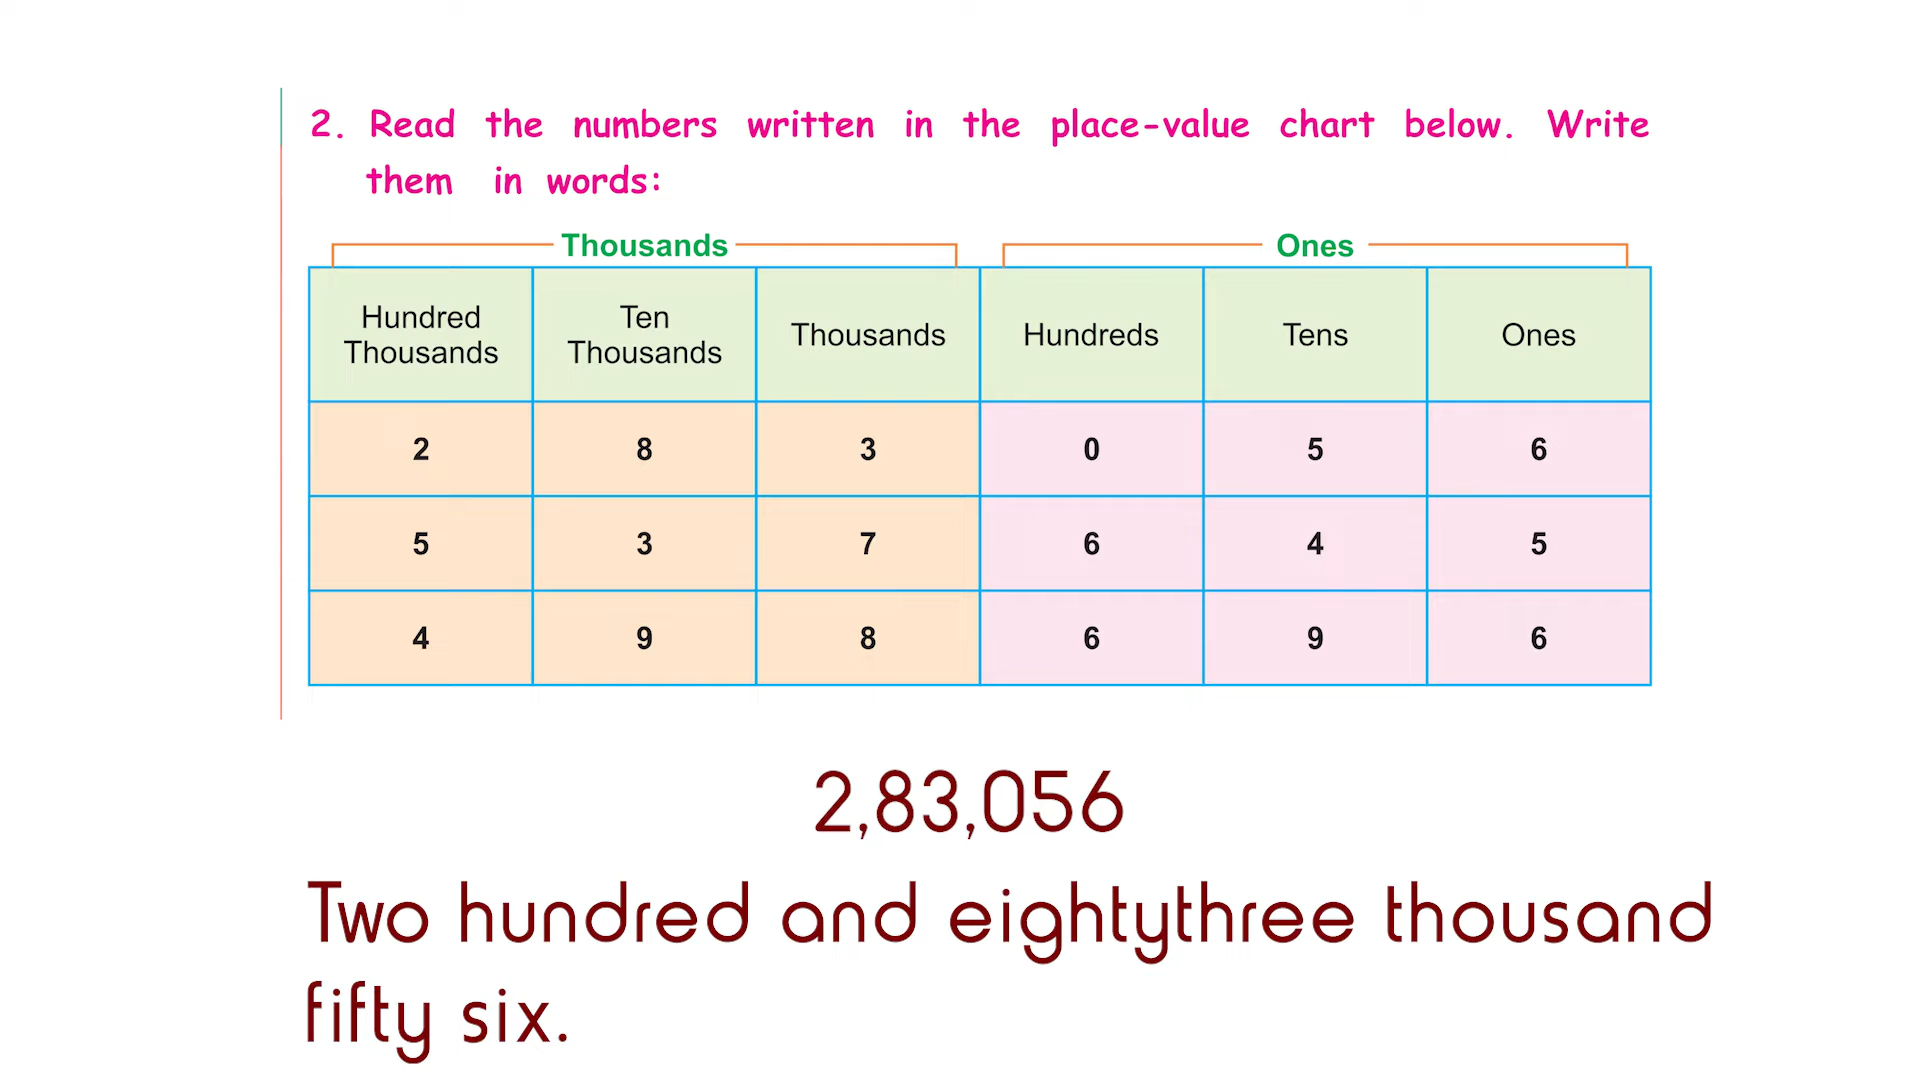 2. Read the numbers written in the place-value chart below. Write
them in words:
Thousands Ones
Hundred Thousands Ten Thousands Thousands Hundreds Tens Ones
2 8 3 0 5 6
5 3 7 6 4 5
4 9 8 6 9 6
2,83,056
Two hundred and eightythree thousand
fifty six.